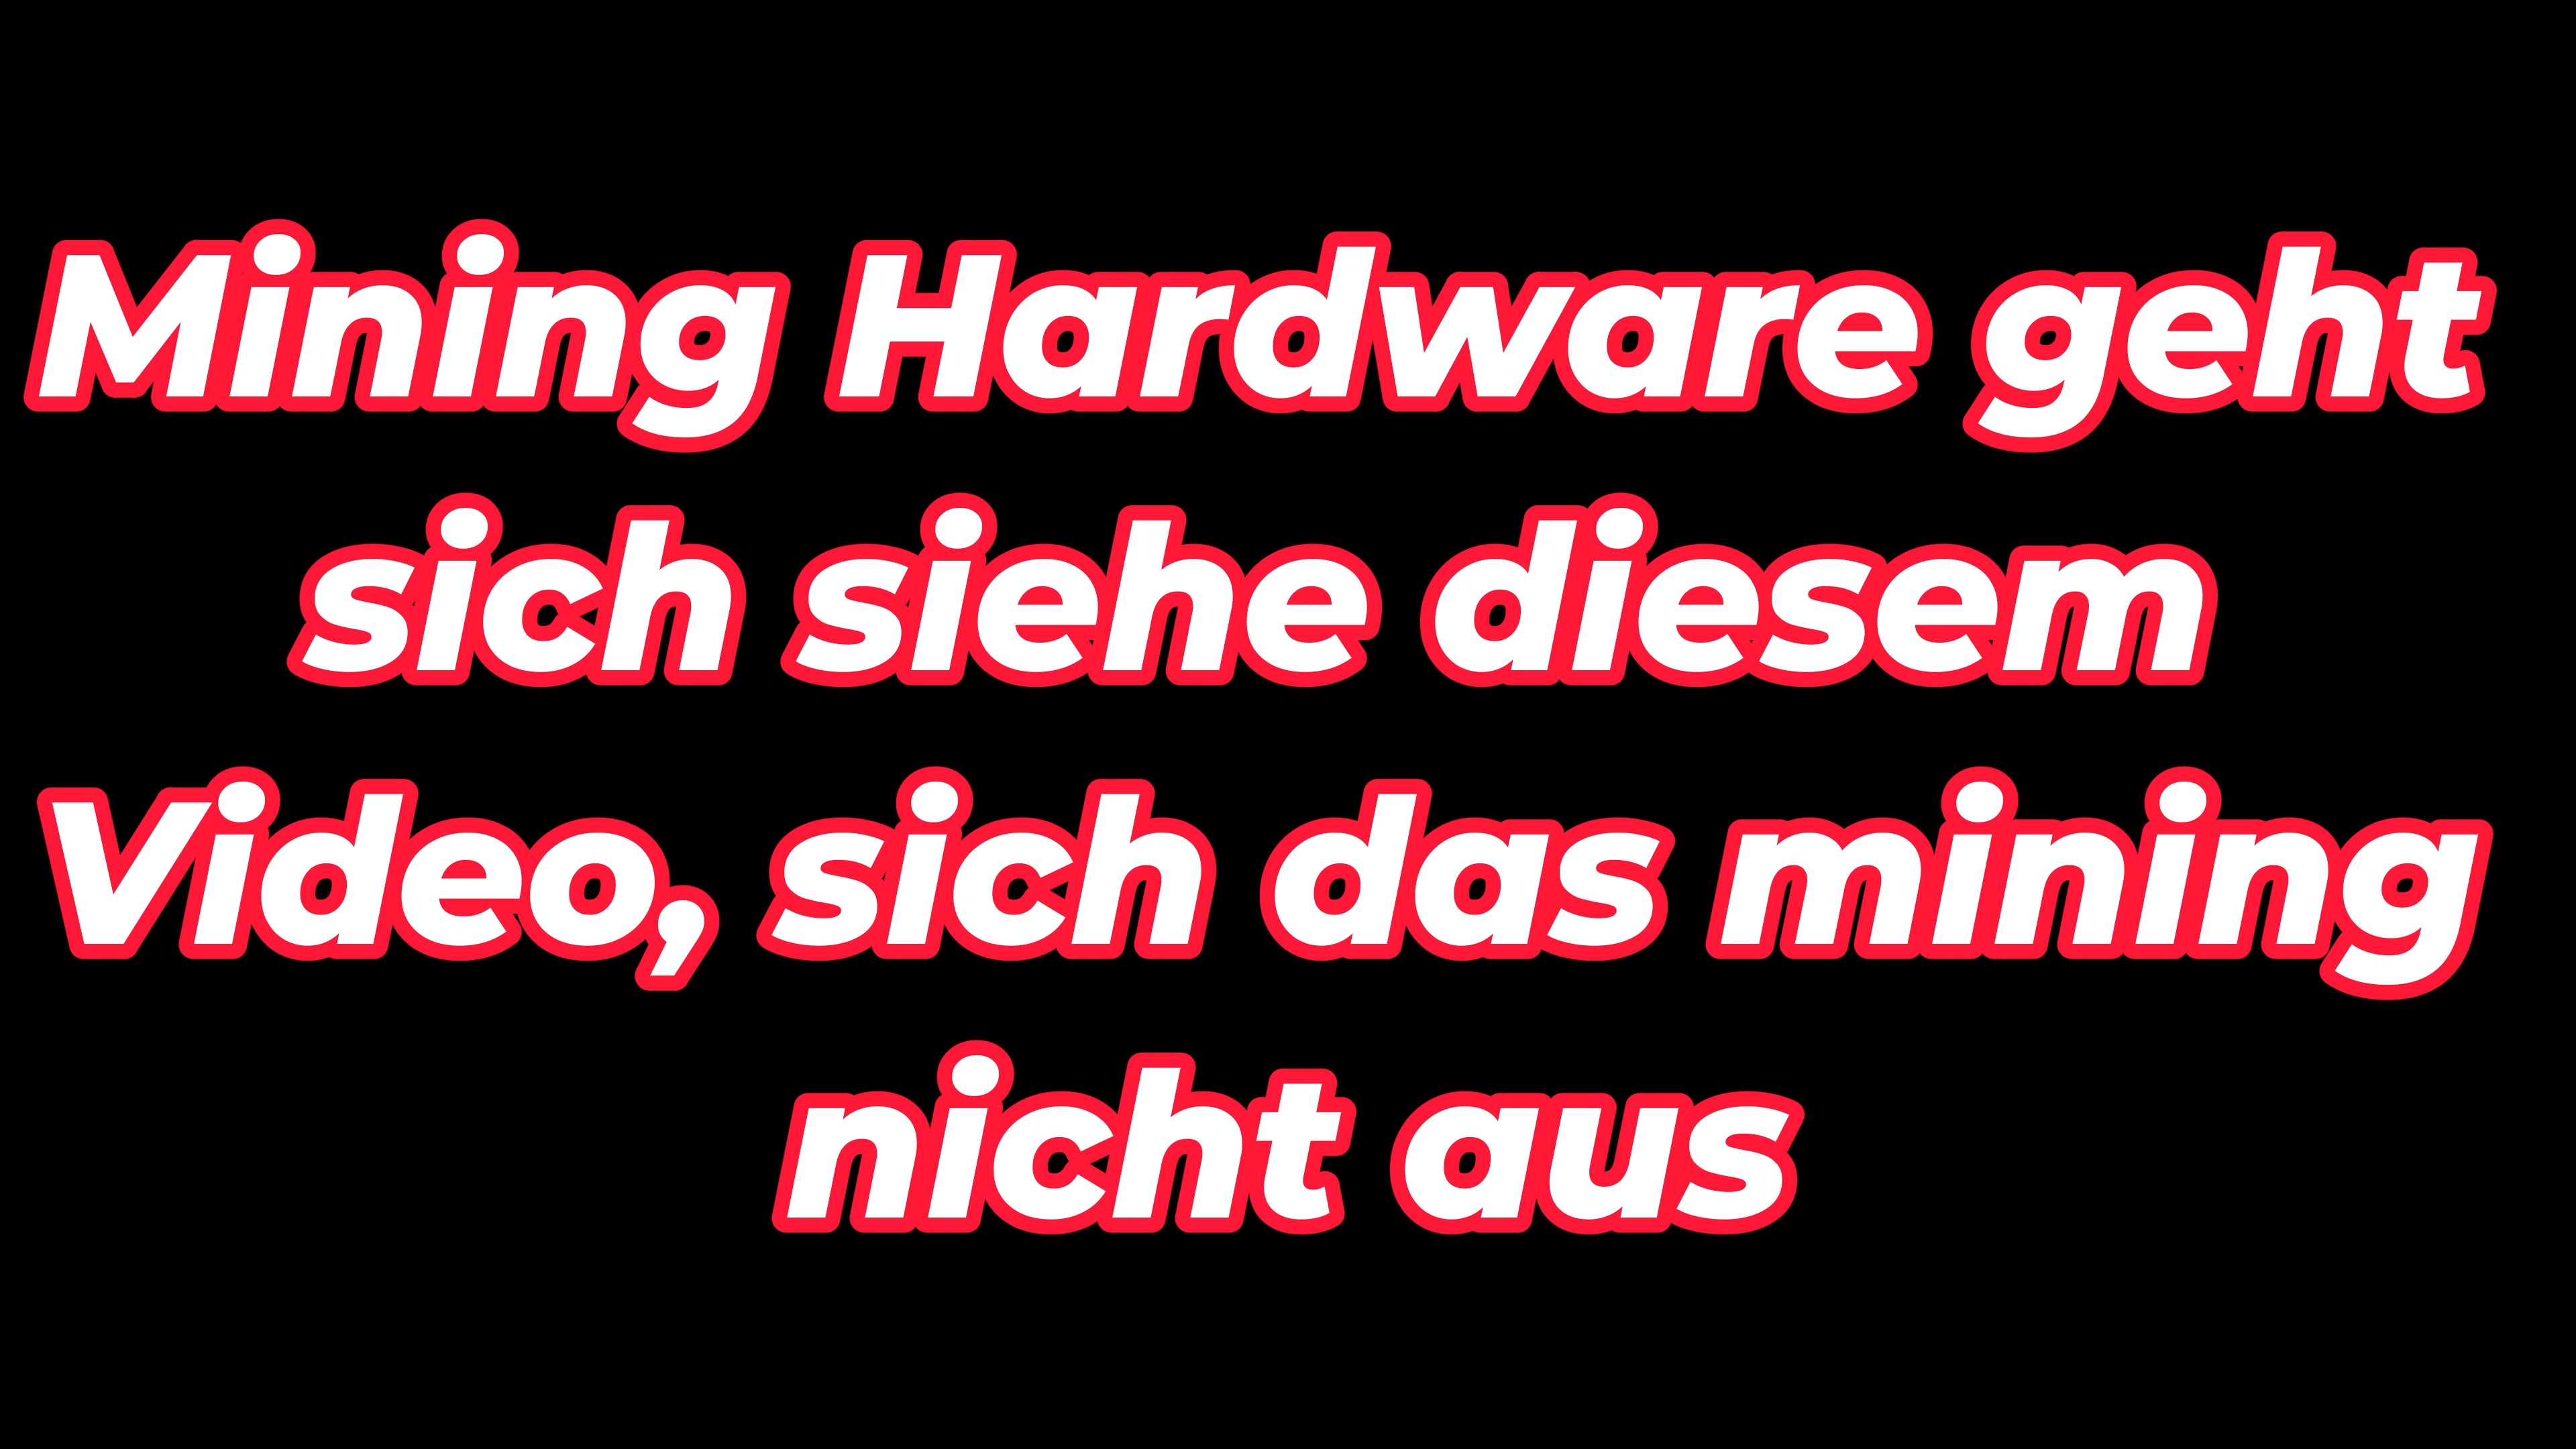 Mining Hardware geht
sich siehe diesem
Video, sich das mining
nicht aus